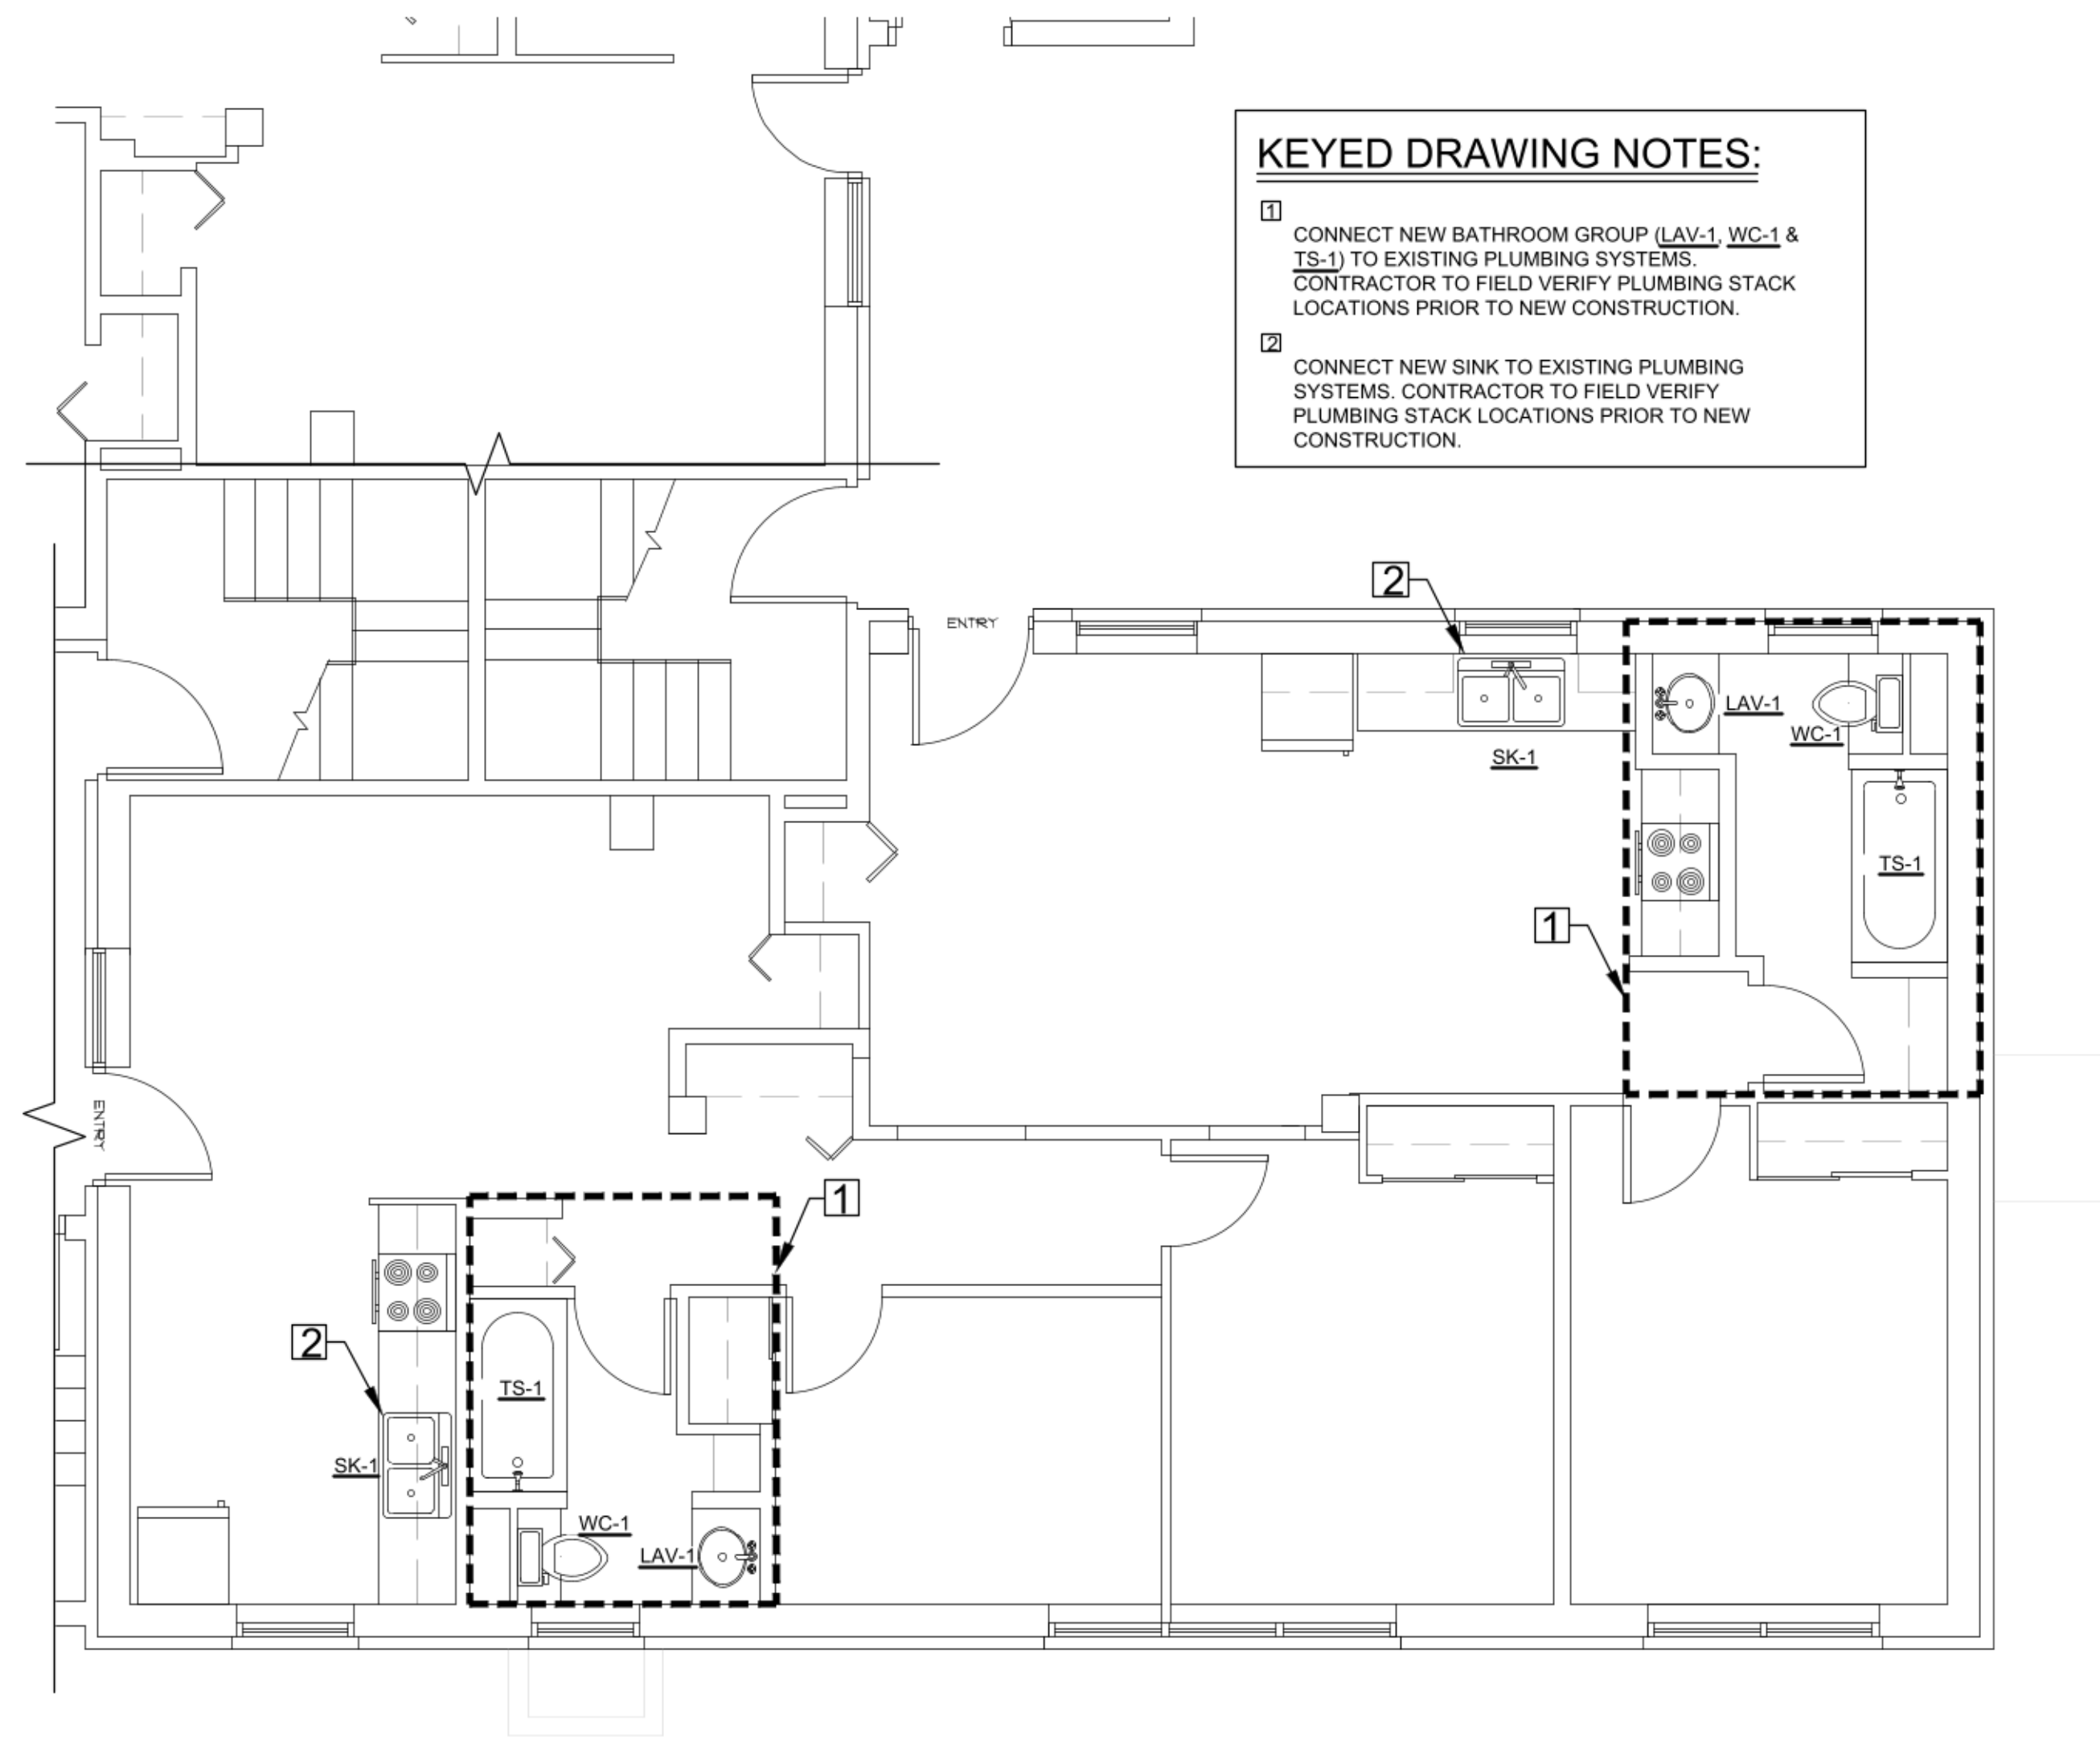 KEYED DRAWING NOTES:
1
CONNECT NEW BATHROOM GROUP (LAV-1, WC-1 &
TS-1) TO EXISTING PLUMBING SYSTEMS.
CONTRACTOR TO FIELD VERIFY PLUMBING STACK
LOCATIONS PRIOR TO NEW CONSTRUCTION.
2
CONNECT NEW SINK TO EXISTING PLUMBING
SYSTEMS. CONTRACTOR TO FIELD VERIFY
PLUMBING STACK LOCATIONS PRIOR TO NEW
CONSTRUCTION.
2
ENTRY
LAV-1
WC-1
SK-1
TS-1
1
ENTRY
1
2
TS-1
SK-1
WC-1
LAV-1